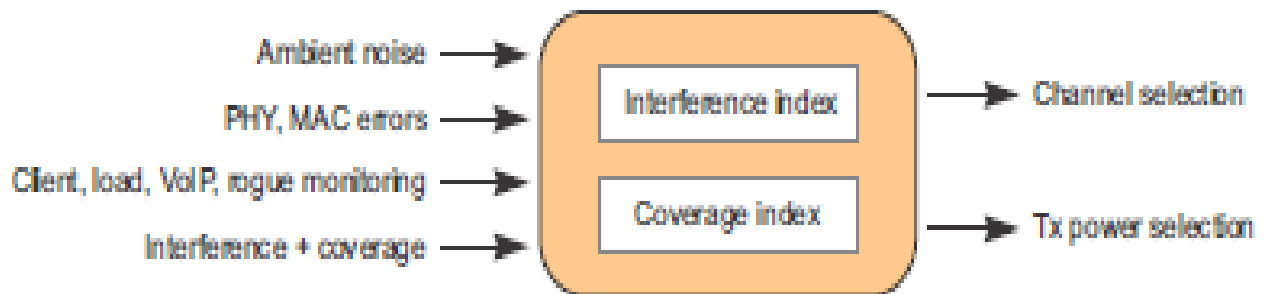 Ambient noise
PHY, MAC errors
Client, load, VoIP, rogue monitoring
Interference + coverage
Interference index
Coverage index
Channel selection
Tx power selection